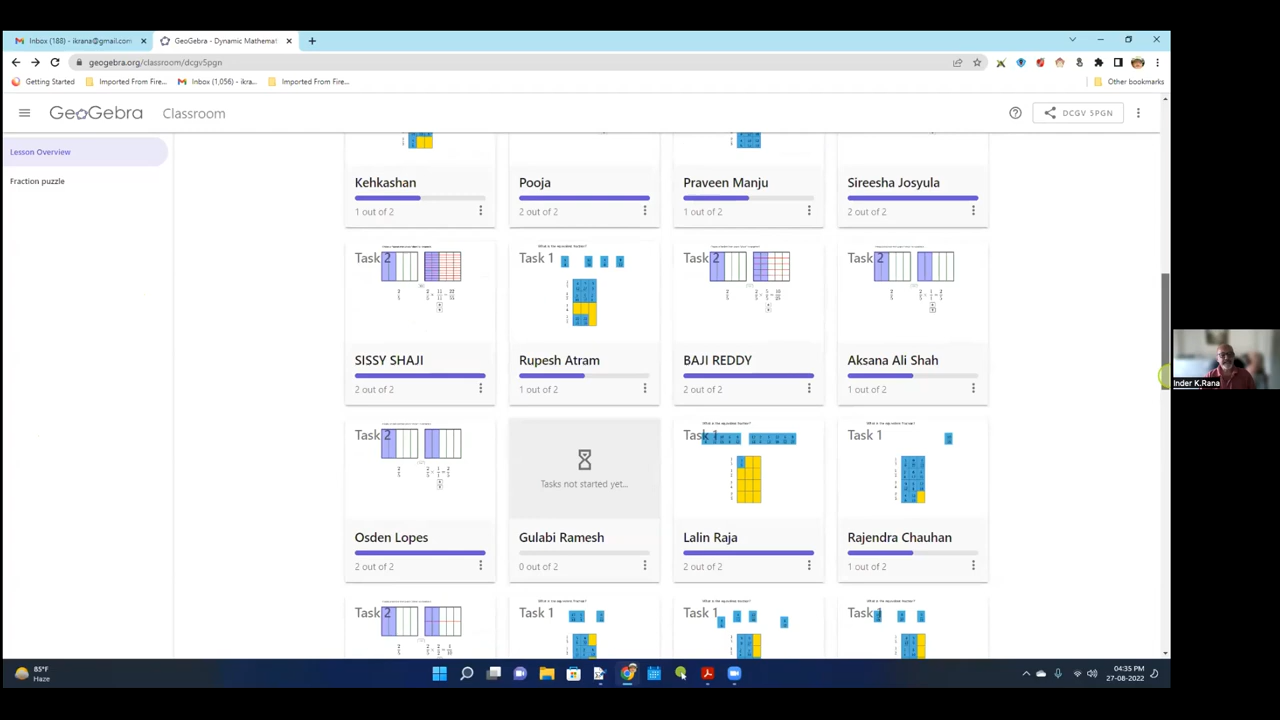 Inbox (188) - ikrana@gmail.com
GeoGebra - Dynamic Mathemat
geogebra.org/classroom/dcgv5pgn
Getting Started
Imported From Fire...
Inbox (1,056) - ikra...
Imported From Fire...
Other bookmarks
GeoGebra Classroom
DCGV 5PGN
Lesson Overview
Fraction puzzle
Kehkashan
1 out of 2
Pooja
2 out of 2
Praveen Manju
1 out of 2
Sireesha Josyula
2 out of 2
Task 2
SISSY SHAJI
2 out of 2
Task 1
Rupesh Atram
1 out of 2
Task 2
BAJI REDDY
2 out of 2
Task 2
Aksana Ali Shah
1 out of 2
Task 2
Osden Lopes
2 out of 2
Tasks not started yet...
Gulabi Ramesh
0 out of 2
Task 1
Lalin Raja
2 out of 2
Task 1
Rajendra Chauhan
1 out of 2
Task 2
Task 1
Task 1
Task 1
Inder K.Rana
85°F
Haze
04:35 PM
27-08-2022